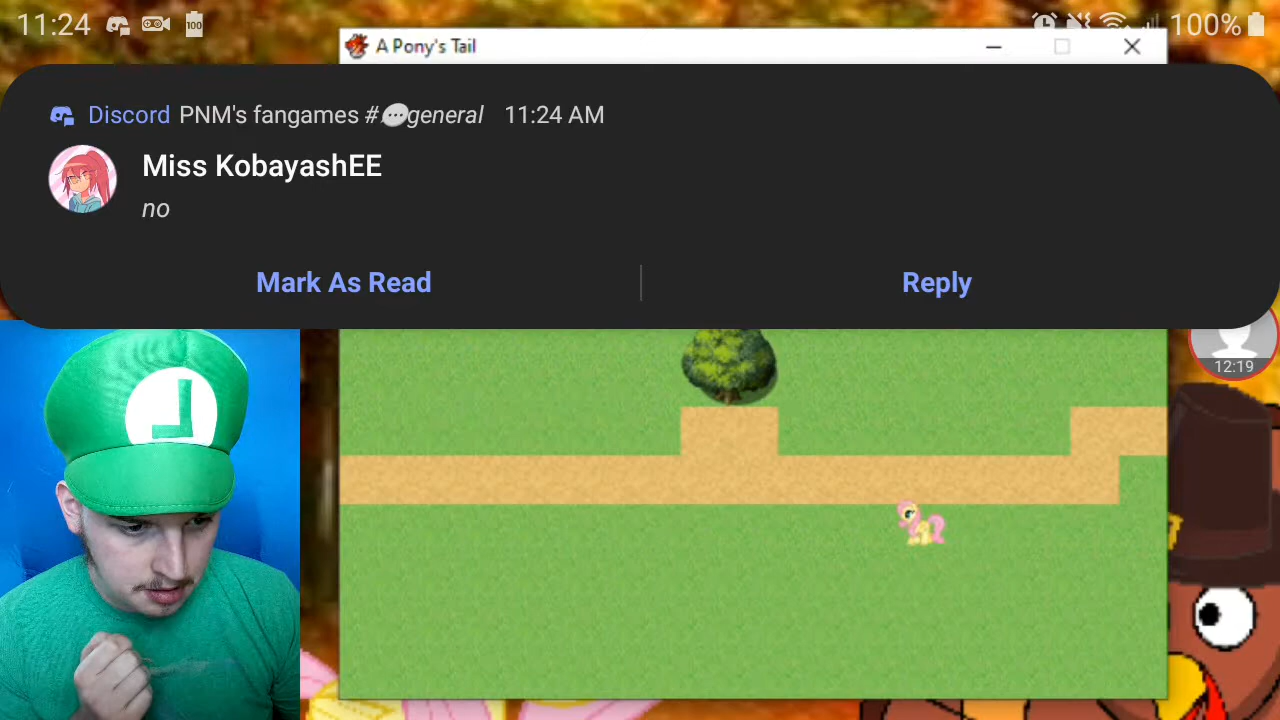 11:24
100
100%
A Pony's Tail
Discord PNM's fangames #💬general 11:24 AM
Miss KobayashEE
no
Mark As Read
Reply
L
12:19